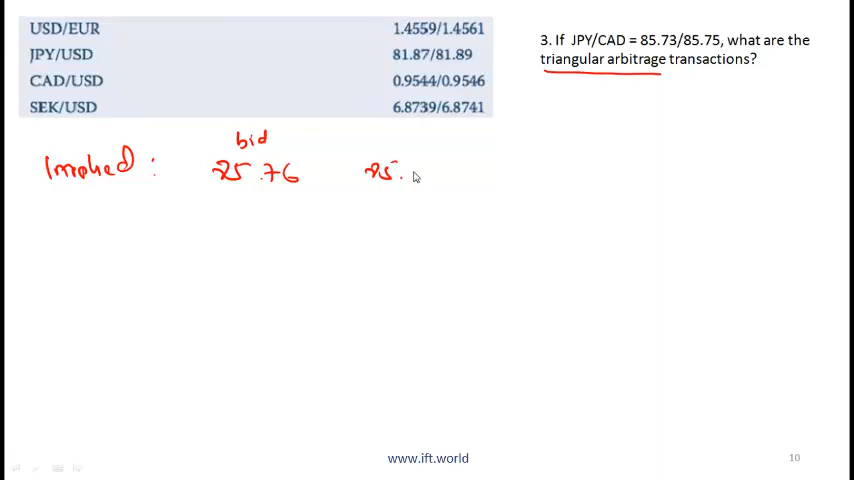 USD/EUR 1.4559/1.4561
JPY/USD 81.87/81.89
CAD/USD 0.9544/0.9546
SEK/USD 6.8739/6.8741
3. If JPY/CAD = 85.73/85.75, what are the
triangular arbitrage transactions?
bid
Implied : 85.76 85.
www.ift.world
10